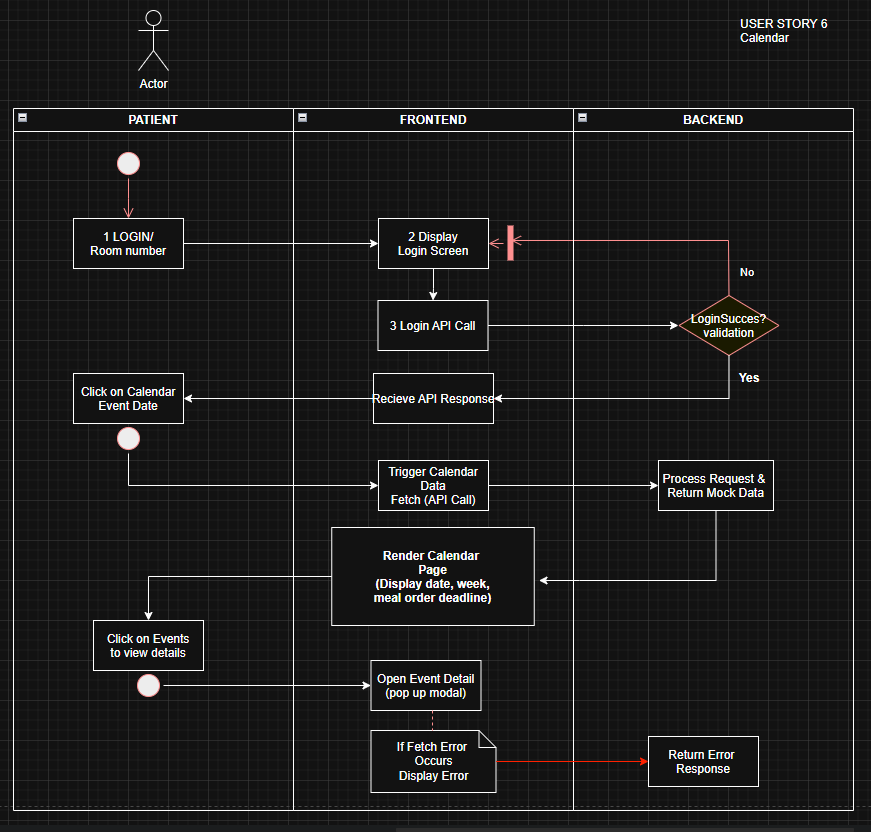 USER STORY 6
Calendar
Actor
PATIENT
FRONTEND
BACKEND
1 LOGIN/
Room number
2 Display
Login Screen
No
3 Login API Call
LoginSucces?
validation
Yes
Click on Calendar
Event Date
Recieve API Response
Trigger Calendar
Data
Fetch (API Call)
Process Request &
Return Mock Data
Render Calendar
Page
(Display date, week,
meal order deadline)
Click on Events
to view details
Open Event Detail
(pop up modal)
If Fetch Error
Occurs
Display Error
Return Error
Response